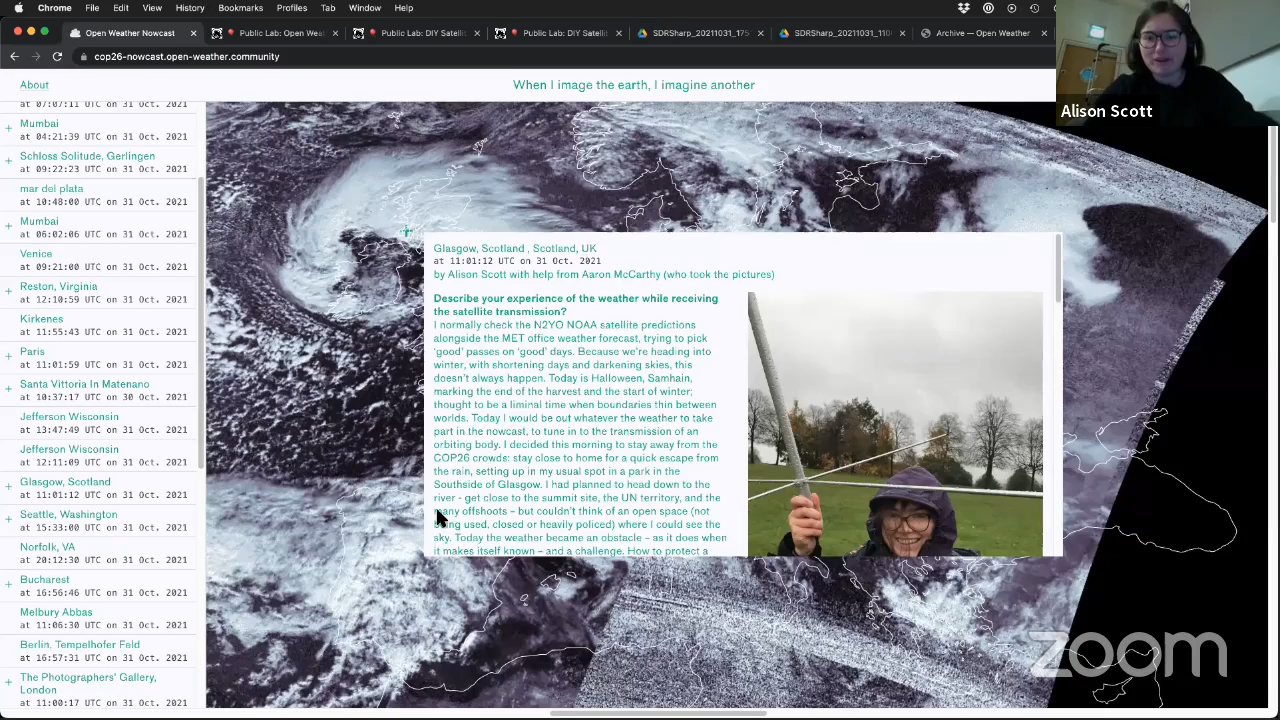 Chrome File Edit View History Bookmarks Profiles Tab Window Help
Open Weather Nowcast
Public Lab: Open Wea
Public Lab: DIY Satelli
Public Lab: DIY Satelli
SDRSharp_20211031_175
SDRSharp_20211031_110
Archive — Open Weather
cop26-nowcast.open-weather.community
Alison Scott
About
When I image the earth, I imagine another
at 07:07:11 UTC on 31 Oct. 2021
Mumbai
at 04:21:39 UTC on 31 Oct. 2021
Schloss Solitude, Gerlingen
at 09:22:23 UTC on 31 Oct. 2021
mar del plata
at 10:48:00 UTC on 31 Oct. 2021
Mumbai
at 06:02:06 UTC on 31 Oct. 2021
Venice
at 09:21:00 UTC on 31 Oct. 2021
Reston, Virginia
at 12:10:59 UTC on 31 Oct. 2021
Kirkenes
at 11:55:43 UTC on 31 Oct. 2021
Paris
at 11:01:59 UTC on 31 Oct. 2021
Santa Vittoria In Matenano
at 10:37:17 UTC on 30 Oct. 2021
Jefferson Wisconsin
at 13:47:49 UTC on 31 Oct. 2021
Jefferson Wisconsin
at 12:11:09 UTC on 31 Oct. 2021
Glasgow, Scotland
at 11:01:12 UTC on 31 Oct. 2021
Seattle, Washington
at 15:33:00 UTC on 31 Oct. 2021
Norfolk, VA
at 20:12:30 UTC on 31 Oct. 2021
Bucharest
at 16:56:46 UTC on 31 Oct. 2021
Melbury Abbas
at 11:06:30 UTC on 31 Oct. 2021
Berlin, Tempelhofer Feld
at 16:57:31 UTC on 31 Oct. 2021
The Photographers' Gallery,
London
at 11:00:17 UTC on 31 Oct. 2021
Glasgow, Scotland , Scotland, UK
at 11:01:12 UTC on 31 Oct. 2021
by Alison Scott with help from Aaron McCarthy (who took the pictures)
Describe your experience of the weather while receiving
the satellite transmission?
I normally check the N2YO NOAA satellite predictions
alongside the MET office weather forecast, trying to pick
'good' passes on 'good' days. Because we're heading into
winter, with shortening days and darkening skies, this
doesn't always happen. Today is Halloween, Samhain,
marking the end of the harvest and the start of winter;
thought to be a liminal time when boundaries thin between
worlds. Today I would be out whatever the weather to take
part in the nowcast, to tune in to the transmission of an
orbiting body. I decided this morning to stay away from the
COP26 crowds: stay close to home for a quick escape from
the rain, setting up in my usual spot in a park in the
Southside of Glasgow. I had planned to head down to the
river - get close to the summit site, the UN territory, and the
many offshoots – but couldn't think of an open space (not
being used, closed or heavily policed) where I could see the
sky. Today the weather became an obstacle – as it does when
it makes itself known – and a challenge. How to protect a
zoom